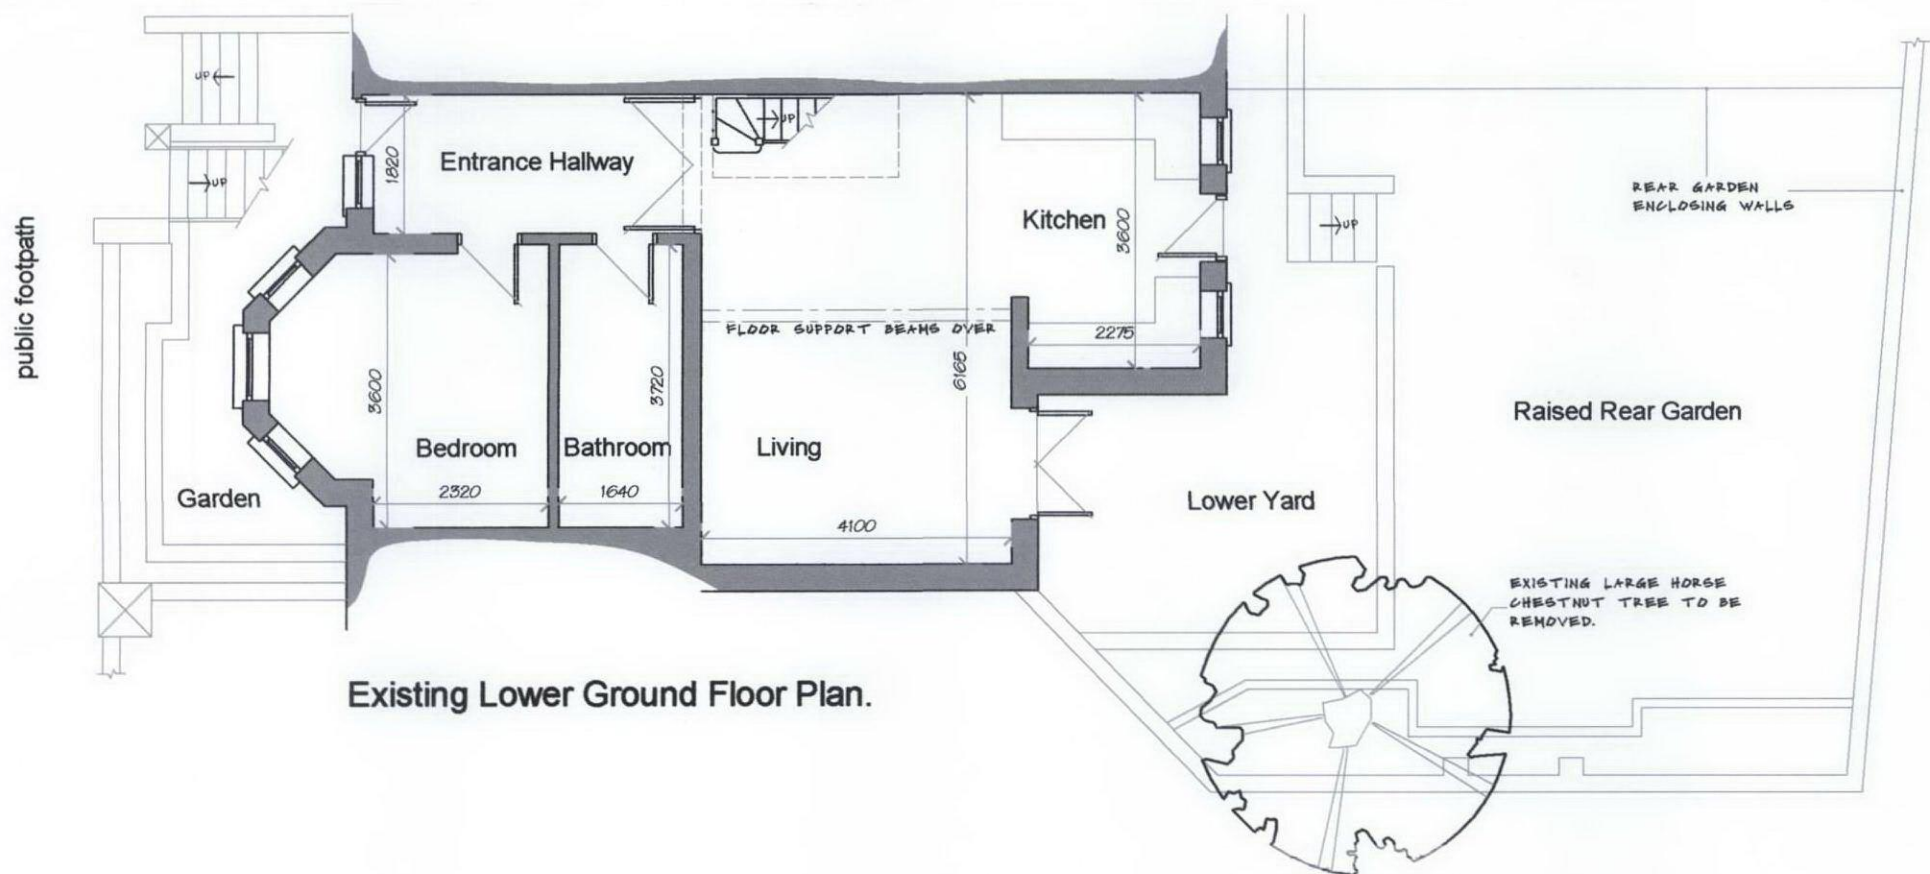 UP
UP
public footpath
1820
Entrance Hallway
UP
Kitchen
3600
UP
REAR GARDEN
ENCLOSING WALLS
FLOOR SUPPORT BEAMS OVER
2275
3600
3720
6165
Bedroom
Bathroom
Living
Raised Rear Garden
Garden
2320
1640
4100
Lower Yard
EXISTING LARGE HORSE
CHESTNUT TREE TO BE
REMOVED.
Existing Lower Ground Floor Plan.